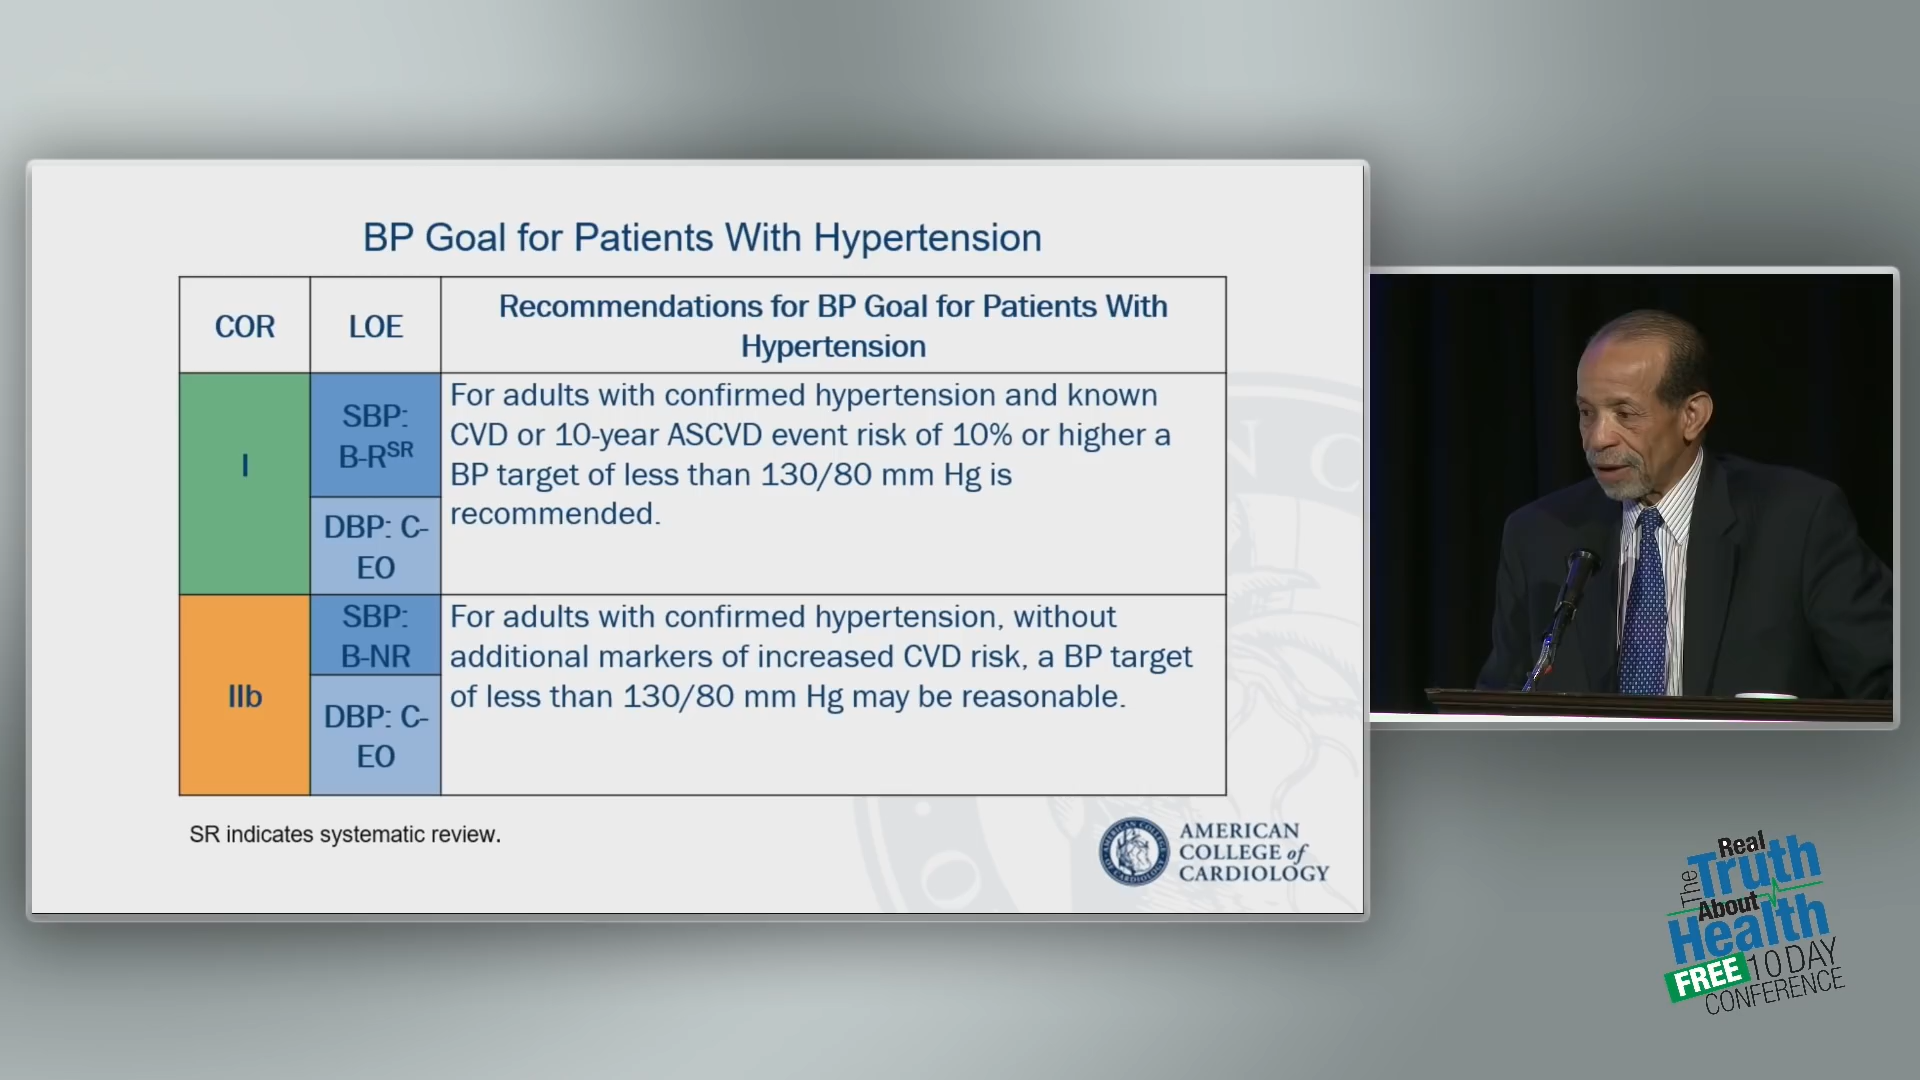 BP Goal for Patients With Hypertension
COR
LOE
Recommendations for BP Goal for Patients With
Hypertension
I
SBP:
B-RSR
DBP: C-
EO
For adults with confirmed hypertension and known
CVD or 10-year ASCVD event risk of 10% or higher a
BP target of less than 130/80 mm Hg is
recommended.
IIb
SBP:
B-NR
DBP: C-
EO
For adults with confirmed hypertension, without
additional markers of increased CVD risk, a BP target
of less than 130/80 mm Hg may be reasonable.
SR indicates systematic review.
AMERICAN
COLLEGE of
CARDIOLOGY
The Real
Truth
About
Health
FREE 10 DAY
CONFERENCE